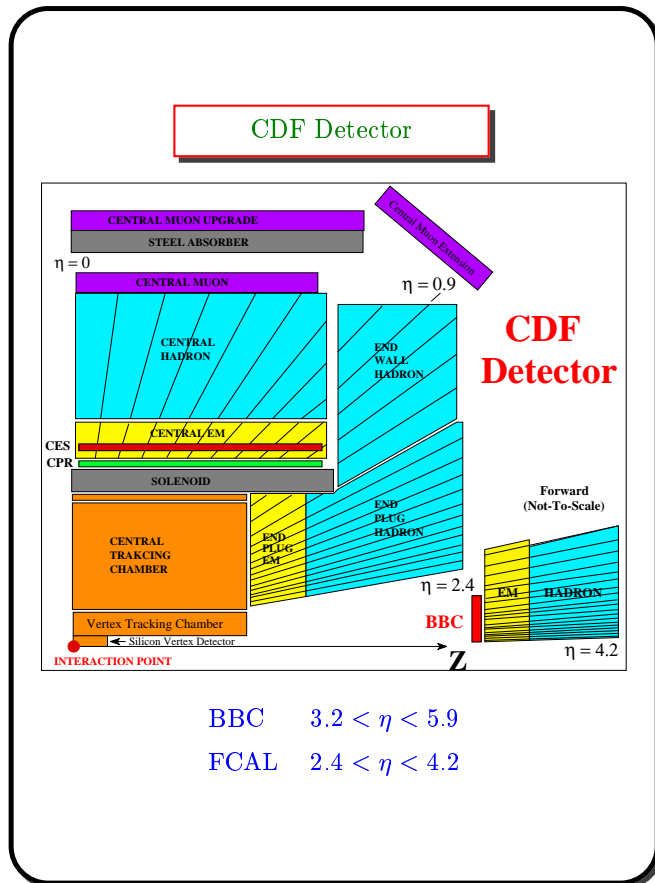 CDF Detector
CENTRAL MUON UPGRADE
STEEL ABSORBER
Central Muon Extension
η = 0
CENTRAL MUON
η = 0.9
CENTRAL
HADRON
END
WALL
HADRON
CDF
Detector
CENTRAL EM
CES
CPR
SOLENOID
Forward
(Not-To-Scale)
CENTRAL
TRAKCING
CHAMBER
END
PLUG
EM
END
PLUG
HADRON
η = 2.4
EM
HADRON
BBC
Vertex Tracking Chamber
Silicon Vertex Detector
η = 4.2
Z
INTERACTION POINT
BBC 3.2 < η < 5.9
FCAL 2.4 < η < 4.2